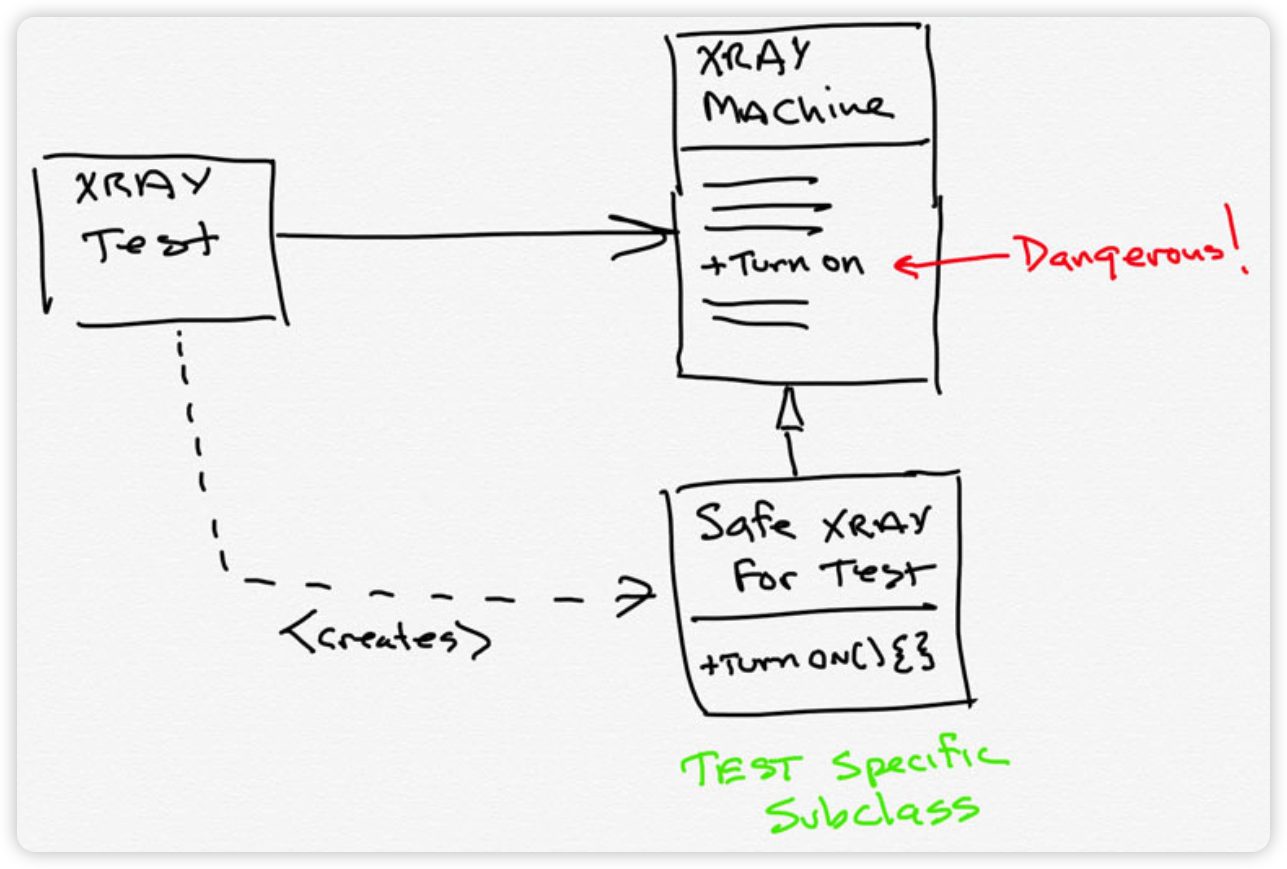 XRAY
Test
XRAY
Machine
+Turn on
Dangerous!
<creates>
Safe XRAY
For Test
+Turn ON(){}
TEST Specific
Subclass